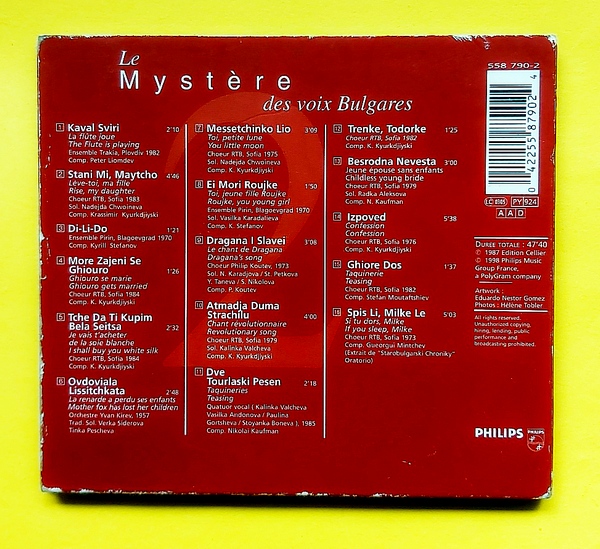 Le
Mystère
des voix Bulgares
1 Kaval Sviri 2'10
La flûte joue
The Flute is playing
Ensemble Trakia, Plovdiv 1982
Comp. Peter Liomdev
2 Stani Mi, Maytcho 4'46
Lève-toi, ma fille
Rise, my daughter
Choeur RTB, Sofia 1983
Sol. Nadejda Chwoineva
Comp. Krassimir Kyurkdjiyski
3 Di-Li-Do 1'21
Ensemble Pirin, Blagoevgrad 1970
Comp. Kyrill Stefanov
4 More Zajeni Se
Ghiouro 1'26
Ghiouro se marie
Ghiouro gets married
Choeur RTB, Sofia 1984
Comp. K. Kyurkdjiyski
5 Tche Da Ti Kupim
Bela Seitsa 2'32
Je vais t'acheter
de la soie blanche
I shall buy you white silk
Choeur RTB, Sofia 1984
Comp. K. Kyurkdjiyski
6 Ovdoviala
Lissitchkata 2'48
La renarde a perdu ses enfants
Mother fox has lost her children
Orchestre Yvan Kirev, 1957
Trad. Sol. Verka Siderova
Tinka Pescheva
7 Messetchinko Lio 3'09
Toi, petite lune
You little moon
Choeur RTB, Sofia 1975
Sol. Nadejda Chwoineva
Comp. K. Kyurkdjiyski
8 Ei Mori Roujke 1'50
Toi, jeune fille Roujke
Roujke, you young girl
Ensemble Pirin, Blagoevgrad 1970
Sol. Vasilka Karadalieva
Comp. K. Stefanov
9 Dragana I Slavei 3'08
Le chant de Dragana
Dragana's song
Choeur Philip Koutev, 1973
Sol. N. Karadjova / St. Petkova
Y. Taneva / S. Nikolova
Comp. P. Koutev
10 Atmadja Duma
Strachilu 4'00
Chant révolutionnaire
Revolutionary song
Choeur RTB, Sofia 1979
Sol. Kalinka Valcheva
Comp. K. Kyurkdjiyski
11 Dve
Tourlaski Pesen 2'18
Taquineries
Teasing
Quatuor vocal ( Kalinka Valcheva
Vasilka Andonova / Paulina
Gortsheva / Stoyanka Boneva ), 1985
Comp. Nikolai Kaufman
12 Trenke, Todorke 1'25
Choeur RTB, Sofia 1982
Comp. K. Kyurkdjiyski
13 Besrodna Nevesta 3'00
Jeune épouse sans enfants
Childless young bride
Choeur RTB, Sofia 1979
Sol. Radka Aleksova
Comp. N. Kaufman
14 Izpoved 5'38
Confession
Confession
Choeur RTB, Sofia 1976
Comp. K. Kyurkdjiyski
15 Ghiore Dos 1'37
Taquinerie
Teasing
Choeur RTB, Sofia 1982
Comp. Stefan Moutaftshiev
16 Spis Li, Milke Le 5'03
Si tu dors, Milke
If you sleep, Milke
Choeur RTB, Sofia 1973
Comp. Gueorgui Mintchev
(Extrait de "Starobulgarski Chroniky"
Oratorio)
558 790-2
0 42255 87902 4
LC 0105 PY 924
A A D
DURÉE TOTALE : 47'40
℗ 1987 Edition Cellier
© 1998 Philips Music
Group France,
a PolyGram company
Artwork :
Eduardo Nestor Gomez
Photos : Hélène Tobler
All rights reserved.
Unauthorized copying,
hiring, lending, public
performance and
broadcasting prohibited.
PHILIPS
PHILIPS